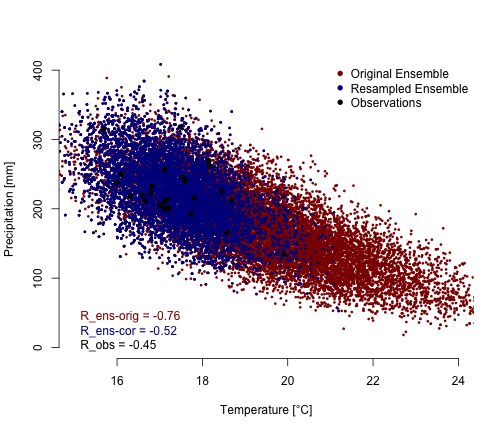 Original Ensemble
Resampled Ensemble
Observations
Precipitation [mm]
400
300
200
100
0
R_ens-orig = -0.76
R_ens-cor = -0.52
R_obs = -0.45
16 18 20 22 24
Temperature [°C]